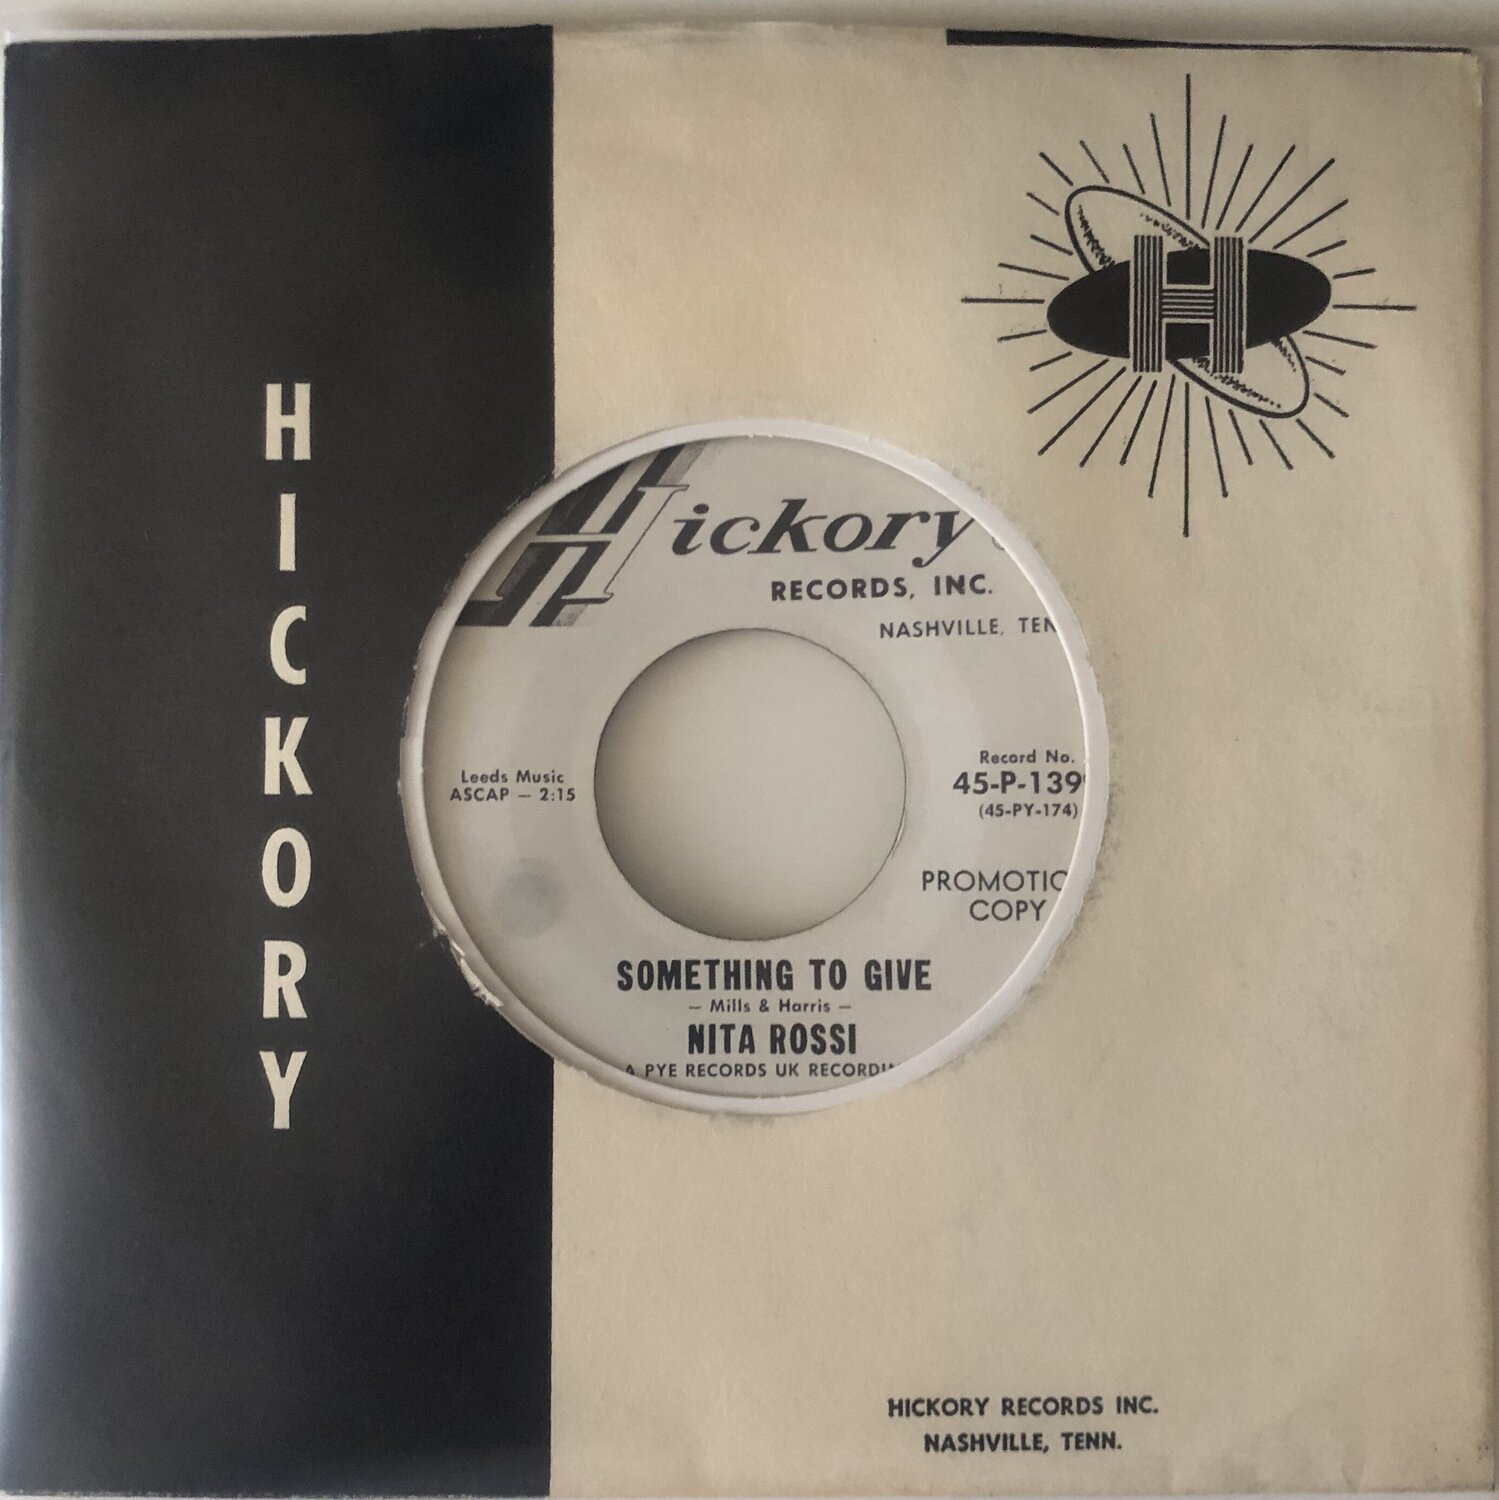 HICKORY
H
Hickory
RECORDS, INC.
NASHVILLE, TEN
Leeds Music
ASCAP — 2:15
Record No.
45-P-139
(45-PY-174)
PROMOTIO
COPY
SOMETHING TO GIVE
— Mills & Harris —
NITA ROSSI
A PYE RECORDS UK RECORDIN
HICKORY RECORDS INC.
NASHVILLE, TENN.